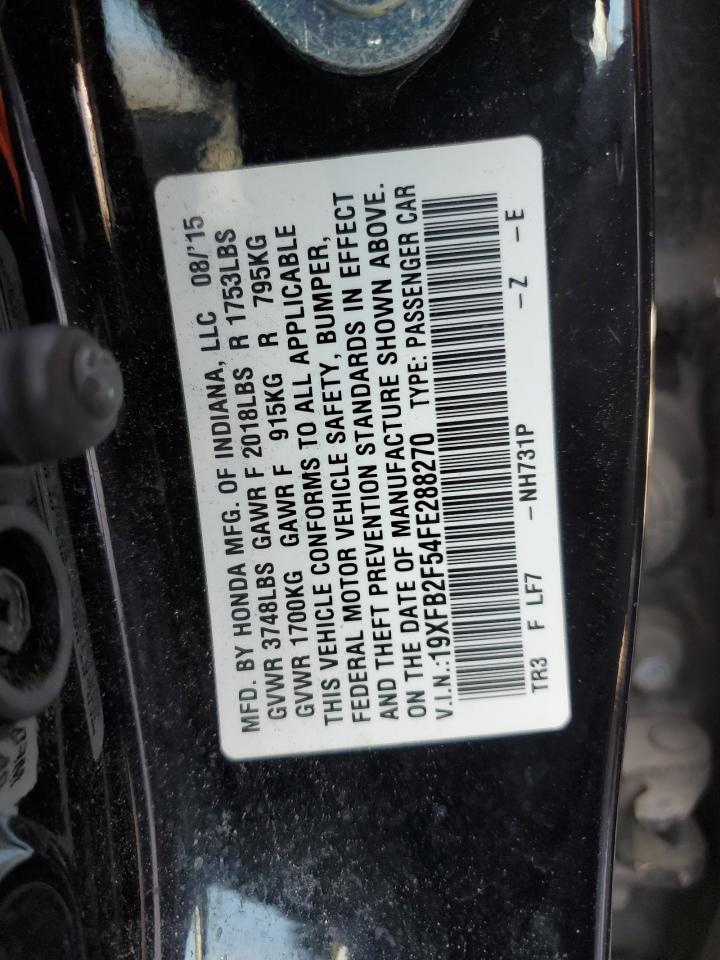 MFD. BY HONDA MFG. OF INDIANA, LLC 08/'15
GVWR 3748LBS GAWR F 2018LBS R 1753LBS
GVWR 1700KG GAWR F 915KG R 795KG
THIS VEHICLE CONFORMS TO ALL APPLICABLE
FEDERAL MOTOR VEHICLE SAFETY, BUMPER,
AND THEFT PREVENTION STANDARDS IN EFFECT
ON THE DATE OF MANUFACTURE SHOWN ABOVE.
V.I.N.:19XFB2F54FE288270 TYPE: PASSENGER CAR
TR3 F LF7 -NH731P -Z -E